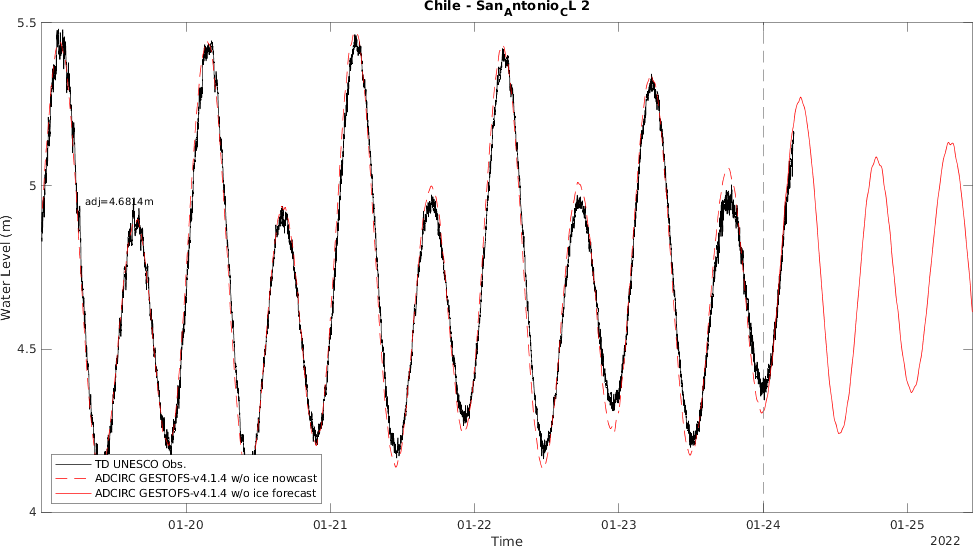 Chile - SanAntonioCL 2
5.5
5
4.5
4
Water Level (m)
adj=4.6814m
TD UNESCO Obs.
ADCIRC GESTOFS-v4.1.4 w/o ice nowcast
ADCIRC GESTOFS-v4.1.4 w/o ice forecast
01-20 01-21 01-22 01-23 01-24 01-25
Time
2022